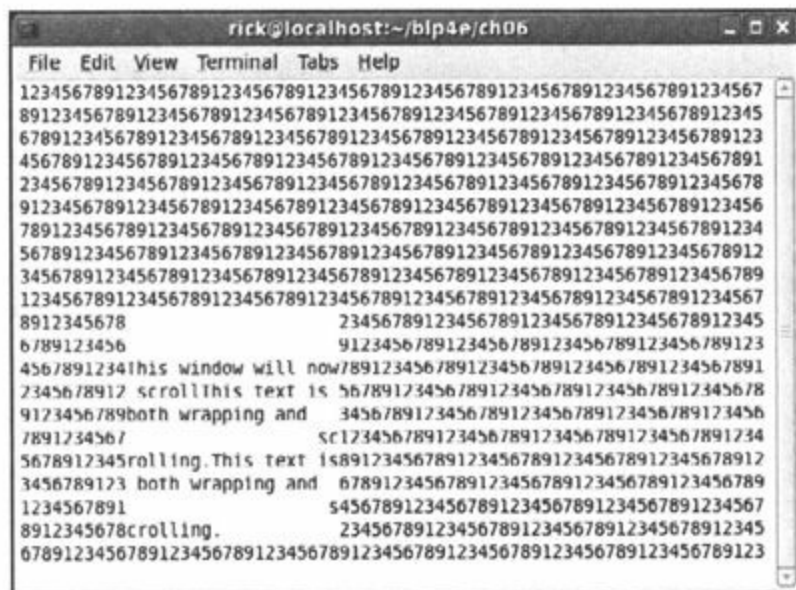 rick@localhost:~/blp4e/ch06
File Edit View Terminal Tabs Help
1234567891234567891234567891234567891234567891234567891234567891234567
8912345678912345678912345678912345678912345678912345678912345678912345
6789123456789123456789123456789123456789123456789123456789123456789123
4567891234567891234567891234567891234567891234567891234567891234567891
2345678912345678912345678912345678912345678912345678912345678912345678
9123456789123456789123456789123456789123456789123456789123456789123456
7891234567891234567891234567891234567891234567891234567891234567891234
5678912345678912345678912345678912345678912345678912345678912345678912
3456789123456789123456789123456789123456789123456789123456789123456789
1234567891234567891234567891234567891234567891234567891234567891234567
8912345678                    2345678912345678912345678912345678912345
6789123456                    9123456789123456789123456789123456789123
4567891234This window will now7891234567891234567891234567891234567891
2345678912 scrollThis text is 5678912345678912345678912345678912345678
9123456789both wrapping and   3456789123456789123456789123456789123456
7891234567                  sc1234567891234567891234567891234567891234
5678912345rolling.This text is8912345678912345678912345678912345678912
3456789123 both wrapping and  6789123456789123456789123456789123456789
1234567891                   s4567891234567891234567891234567891234567
8912345678crolling.           2345678912345678912345678912345678912345
6789123456789123456789123456789123456789123456789123456789123456789123